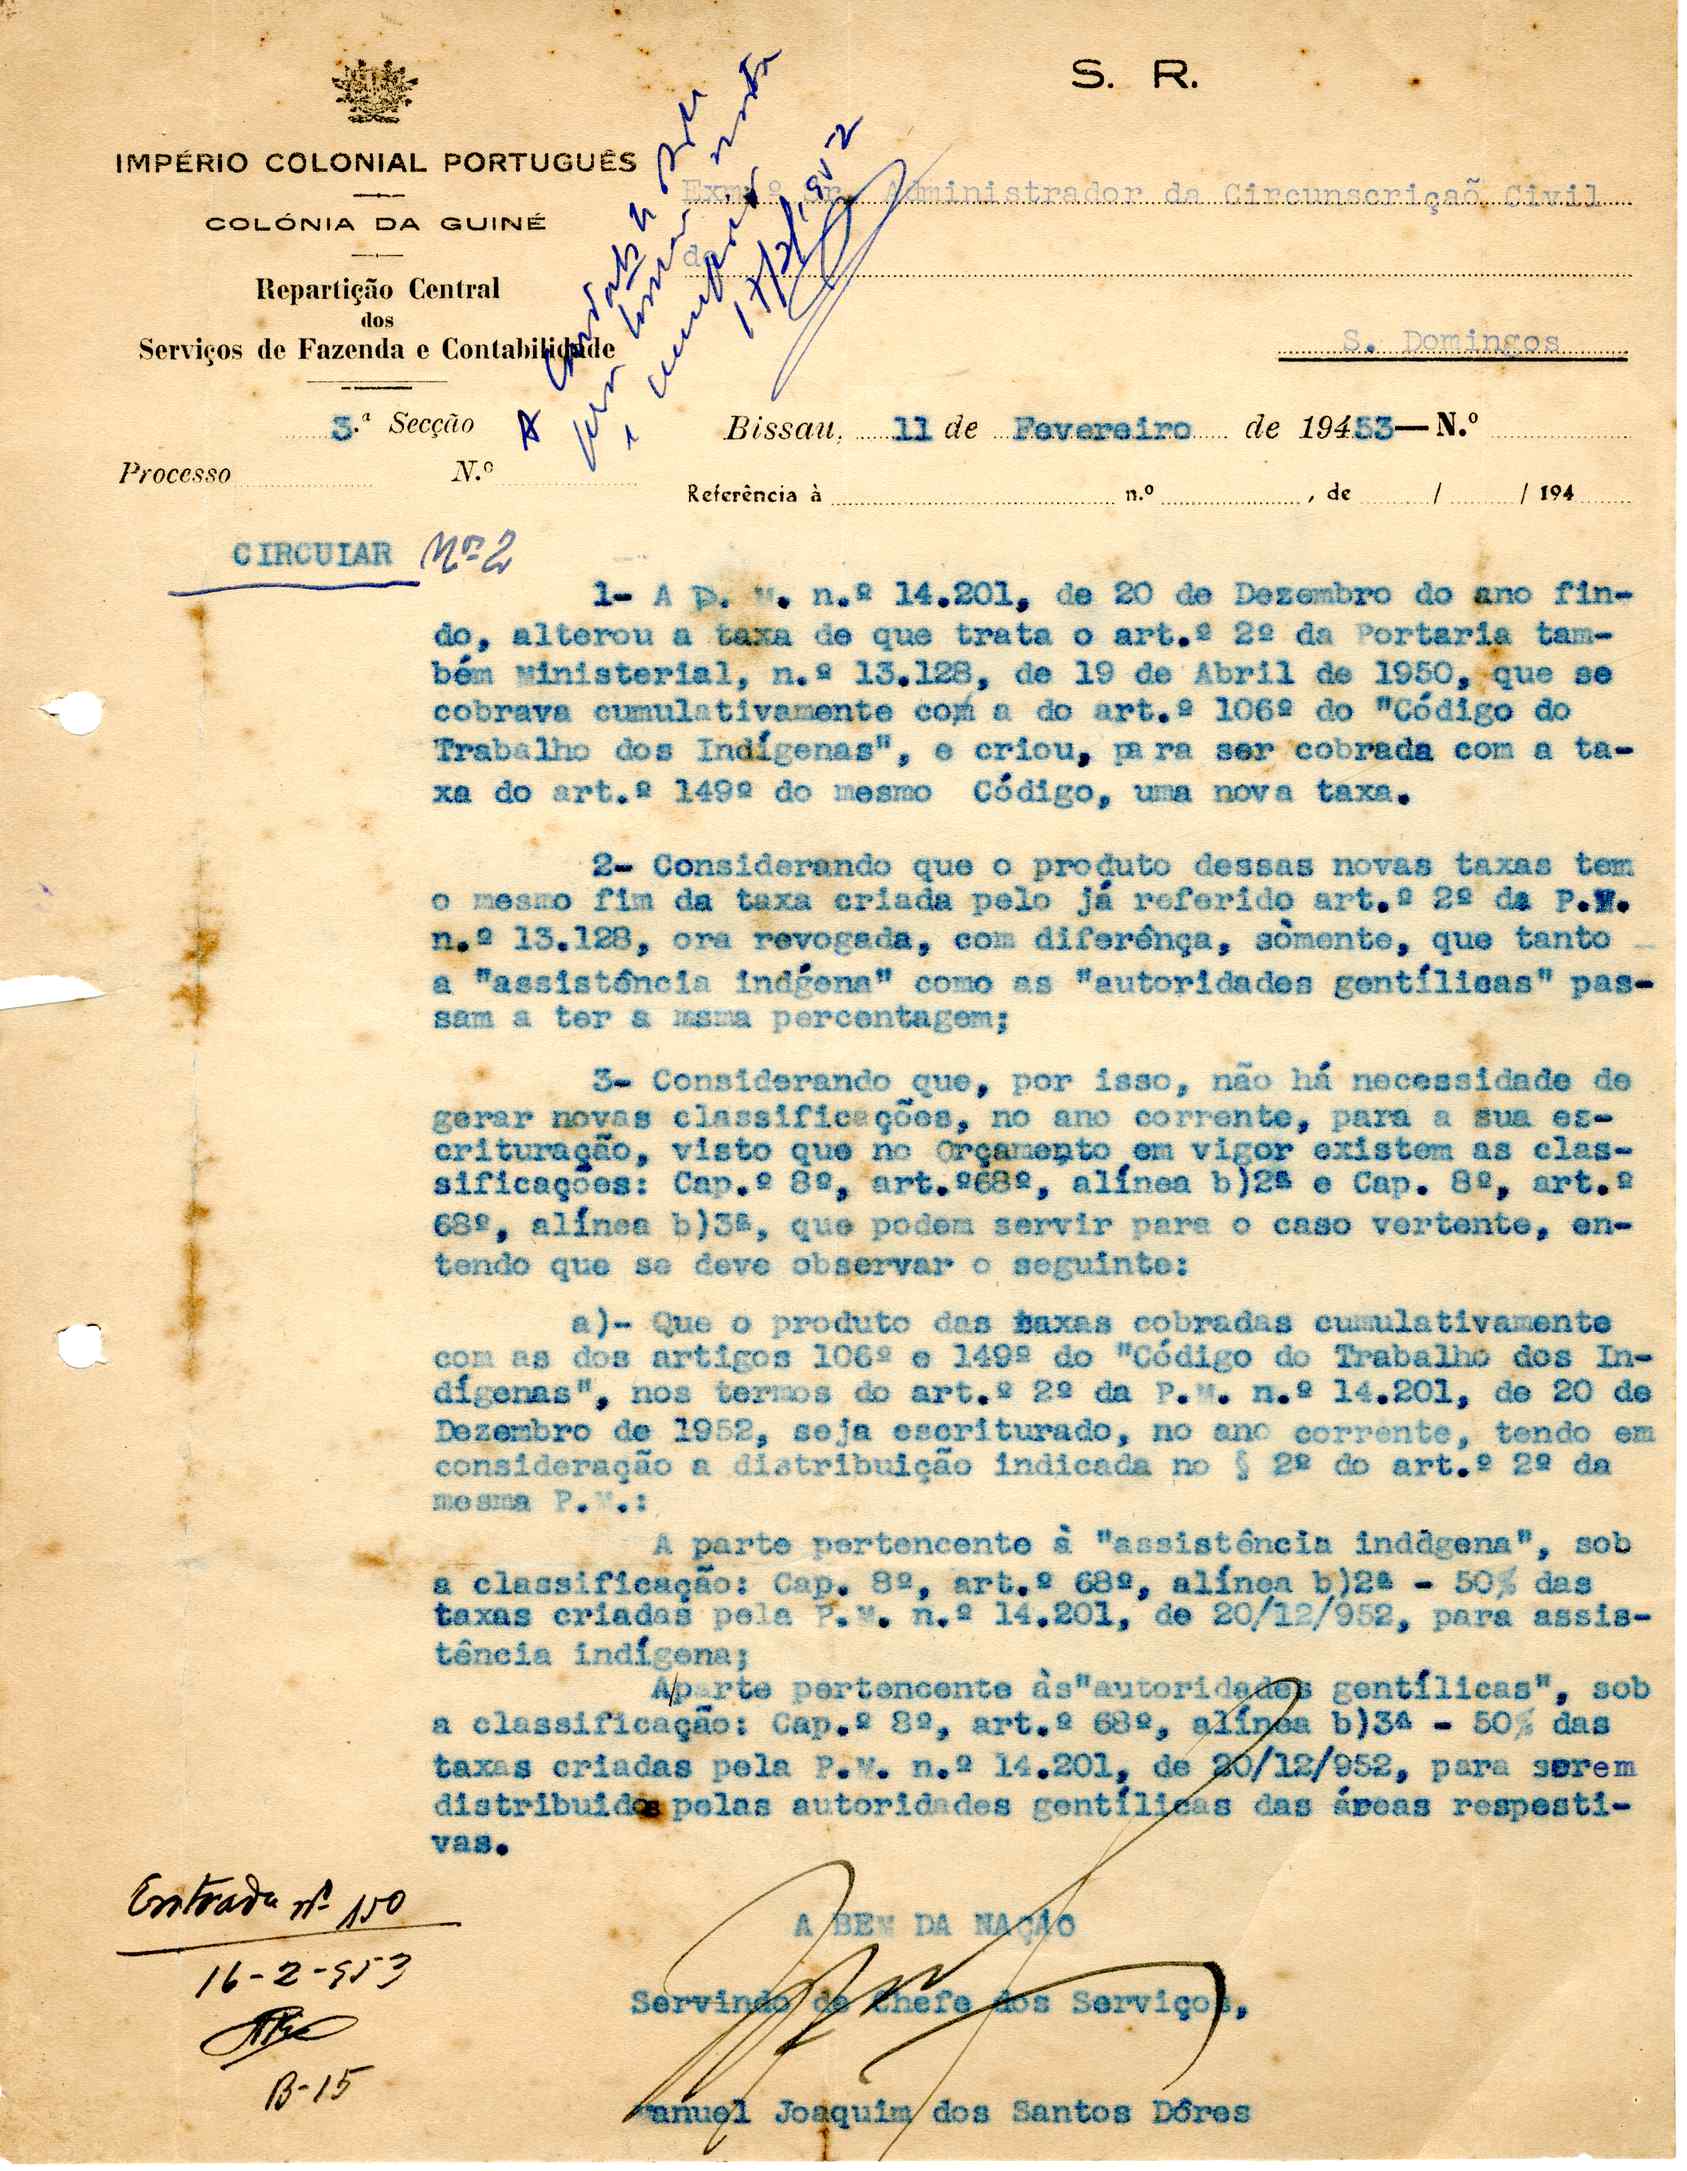 S. R.
IMPÉRIO COLONIAL PORTUGUÊS
COLÓNIA DA GUINÉ
Repartição Central
dos
Serviços de Fazenda e Contabilidade
3.ª Secção
Processo N.º
Exmº Sr. Administrador da Circunscriçaõ Civil
de
S. Domingos
Bissau, 11 de Fevereiro de 19453—N.º
Referência à n.º , de / / 194
CIRCULAR Nº 2
1- A P. M. n.º 14.201, de 20 de Dezembro do ano fin-
do, alterou a taxa de que trata o art.º 2º da Portaria tam-
bém Ministerial, n.º 13.128, de 19 de Abril de 1950, que se
cobrava cumulativamente com a do art.º 106º do "Código do
Trabalho dos Indígenas", e criou, pa ra ser cobrada com a ta-
xa do art.º 149º do mesmo Código, uma nova taxa.
2- Considerando que o produto dessas novas taxas tem
o mesmo fim da taxa criada pelo já referido art.º 2º da P.M.
n.º 13.128, ora revogada, com diferênça, sòmente, que tanto
a "assistência indígena" como as "autoridades gentílicas" pas-
sam a ter a msma percentagem;
3- Considerando que, por isso, não há necessidade de
gerar novas classificações, no ano corrente, para a sua es-
crituração, visto que no Orçamento em vigor existem as clas-
sificações: Cap.º 8º, art.º68º, alínea b)2ª e Cap. 8º, art.º
68º, alínea b)3ª, que podem servir para o caso vertente, en-
tendo que se deve observar o seguinte:
a)- Que o produto das taxas cobradas cumulativamente
com as dos artigos 106º e 149º do "Código do Trabalho dos In-
dígenas", nos termos do art.º 2º da P.M. n.º 14.201, de 20 de
Dezembro de 1952, seja escriturado, no ano corrente, tendo em
consideração a distribuição indicada no § 2º do art.º 2º da
mesma P.M.:
A parte pertencente à "assistência indígena", sob
a classificação: Cap. 8º, art.º 68º, alínea b)2ª - 50% das
taxas criadas pela P.M. n.º 14.201, de 20/12/952, para assis-
tência indígena;
A/parte pertencente às"autoridades gentílicas", sob
a classificação: Cap.º 8º, art.º 68º, alínea b)3ª - 50% das
taxas criadas pela P.M. n.º 14.201, de 20/12/952, para serem
distribuidos pelas autoridades gentílicas das áreas respesti-
vas.
A BEM DA NAÇÃO
Servindo de Chefe dos Serviços,
Manuel Joaquim dos Santos Dôres
Entrada nº 150
16-2-953
B-15